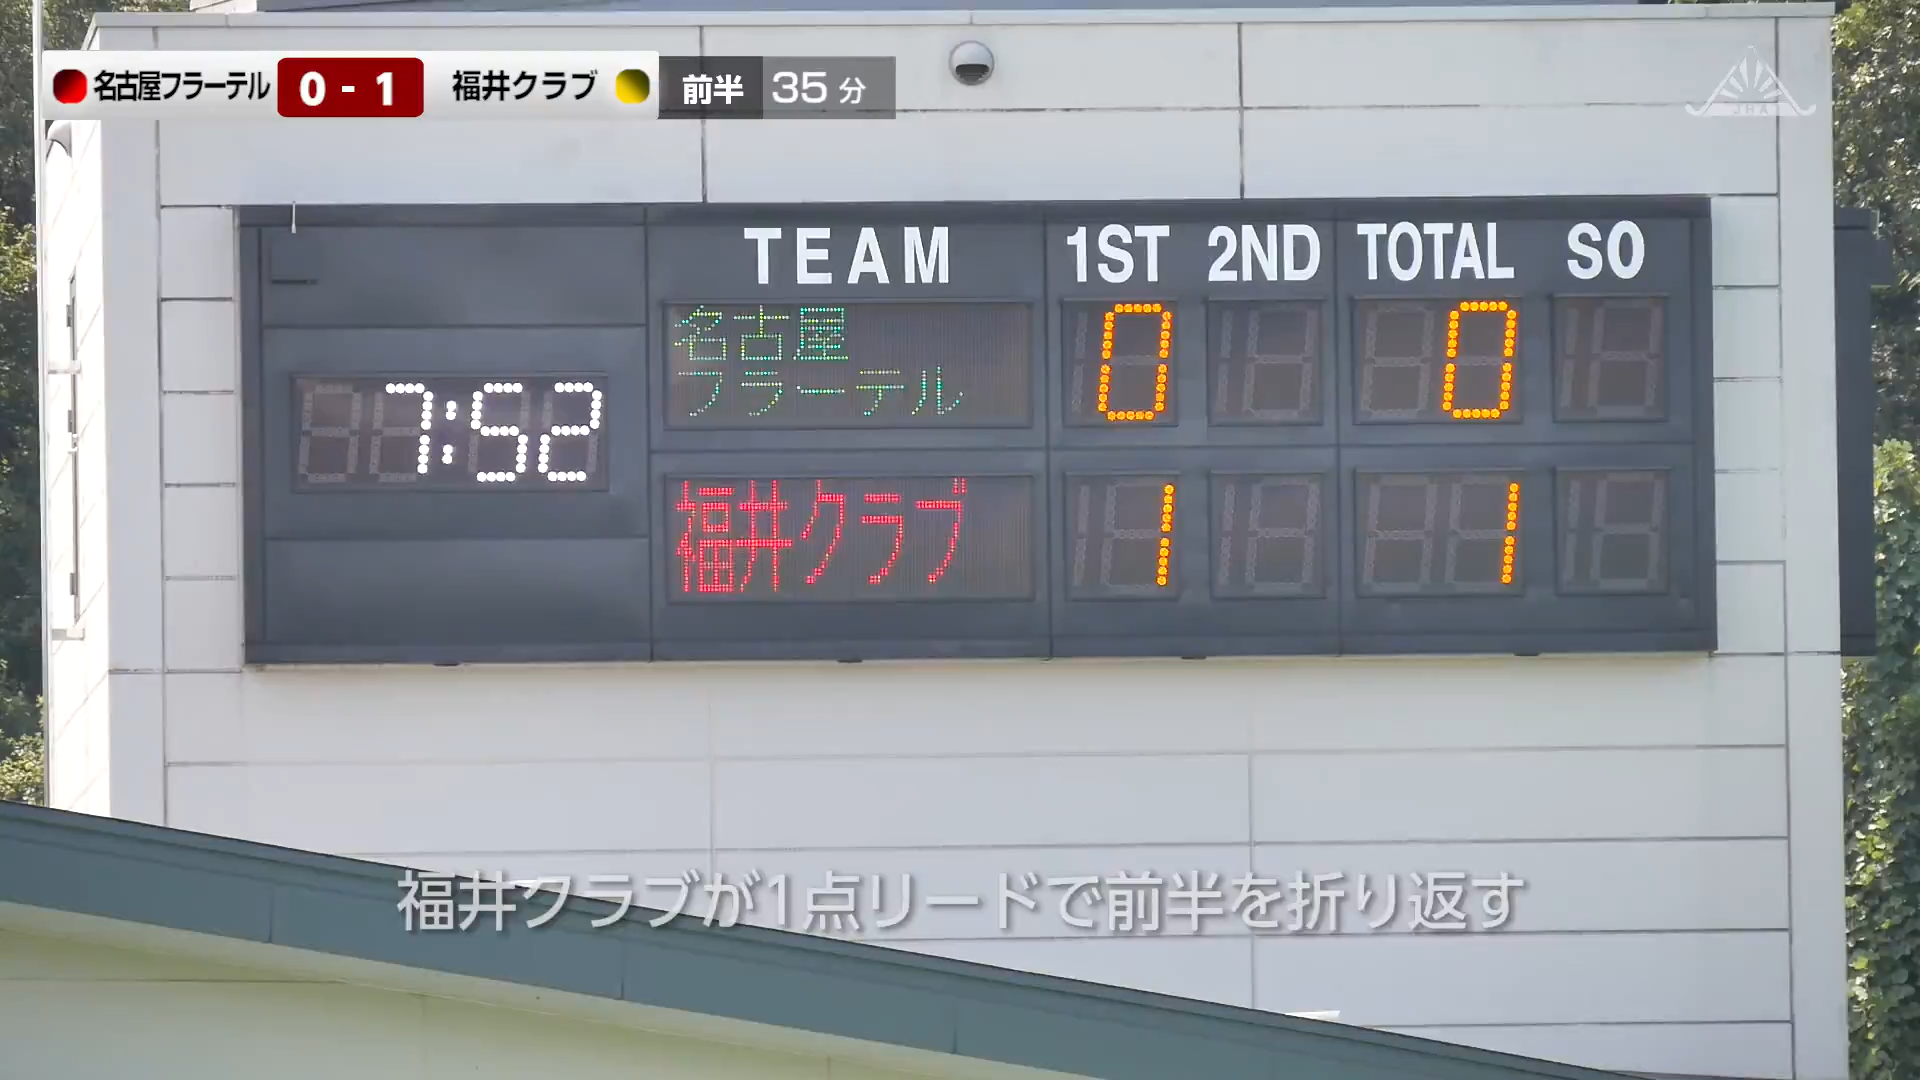 名古屋フラーテル 0 - 1 福井クラブ 前半 35 分
JHA
TEAM 1ST 2ND TOTAL SO
名古屋
フラーテル 0 0
7:52
福井クラブ 1 1
福井クラブが1点リードで前半を折り返す